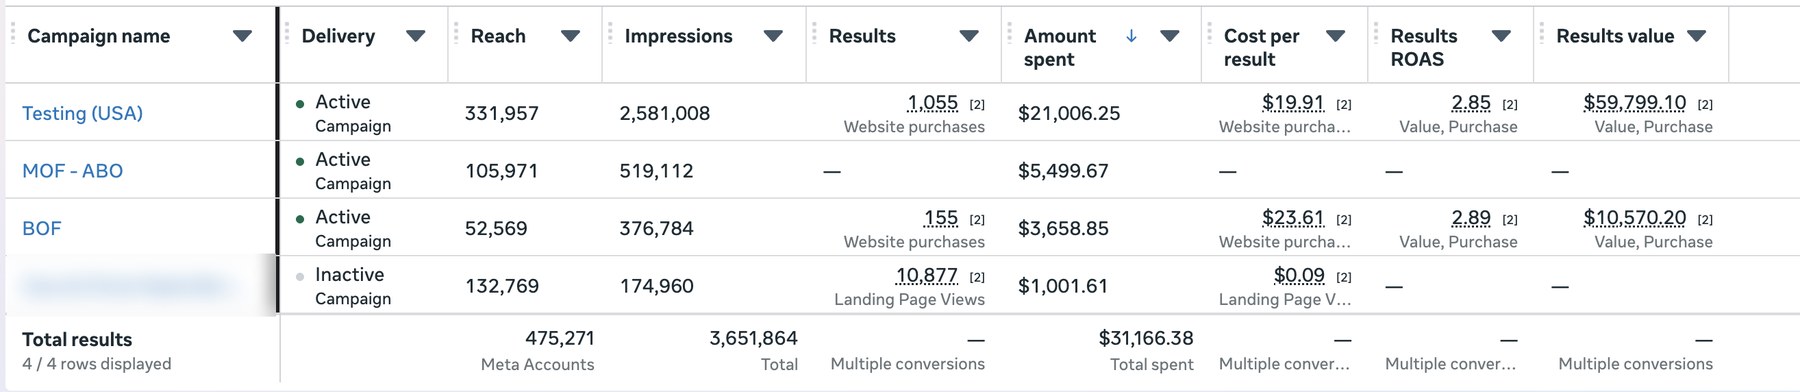 Campaign name Delivery Reach Impressions Results Amount spent ↓ Cost per result Results ROAS Results value
Testing (USA) Active Campaign 331,957 2,581,008 1,055 [2] Website purchases $21,006.25 $19.91 [2] Website purcha... 2.85 [2] Value, Purchase $59,799.10 [2] Value, Purchase
MOF - ABO Active Campaign 105,971 519,112 — $5,499.67 — — —
BOF Active Campaign 52,569 376,784 155 [2] Website purchases $3,658.85 $23.61 [2] Website purcha... 2.89 [2] Value, Purchase $10,570.20 [2] Value, Purchase
Inactive Campaign 132,769 174,960 10,877 [2] Landing Page Views $1,001.61 $0.09 [2] Landing Page V... — —
Total results 475,271 3,651,864 — $31,166.38 — — —
4 / 4 rows displayed Meta Accounts Total Multiple conversions Total spent Multiple conver... Multiple conver... Multiple conversions